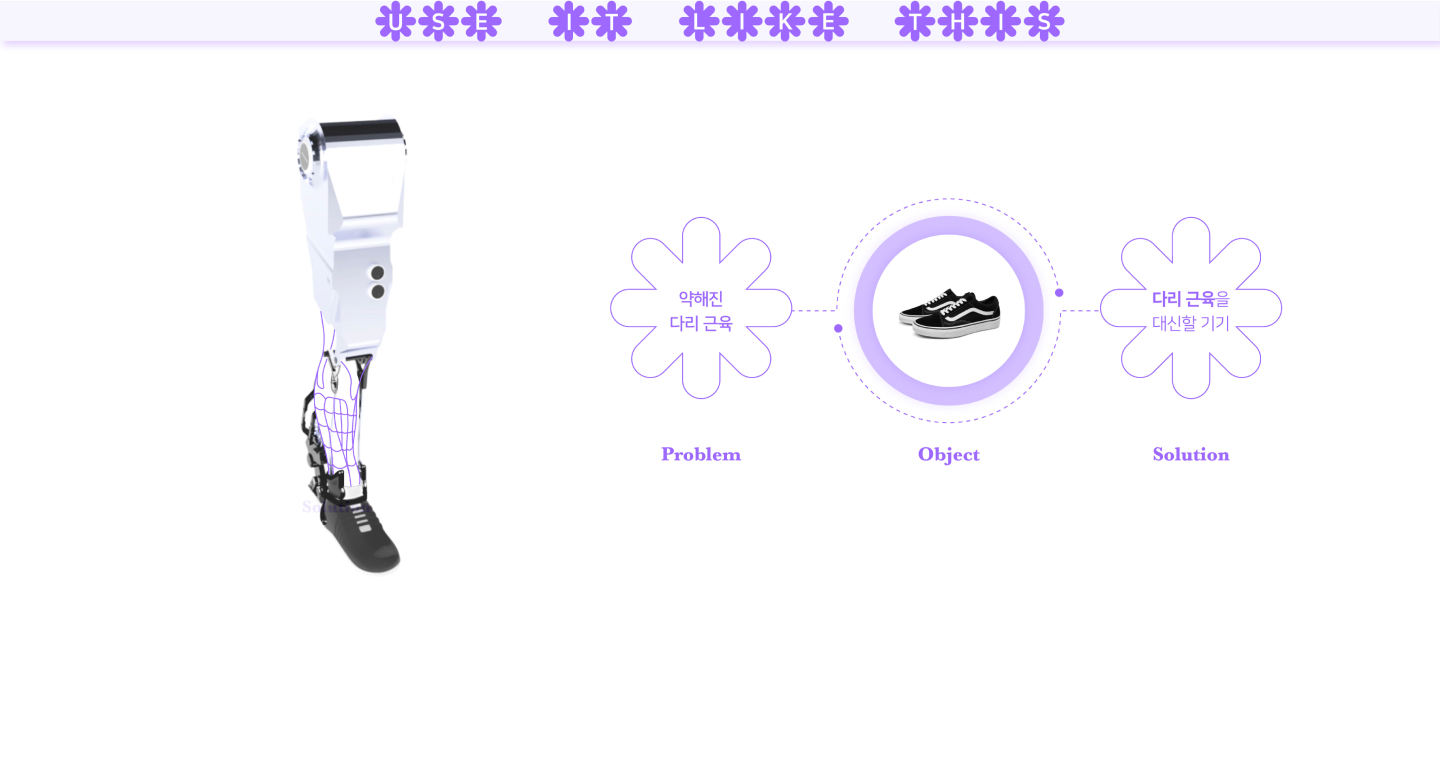 USE IT LIKE THIS
약해진
다리 근육
다리 근육을
대신할 기기
Problem
Object
Solution